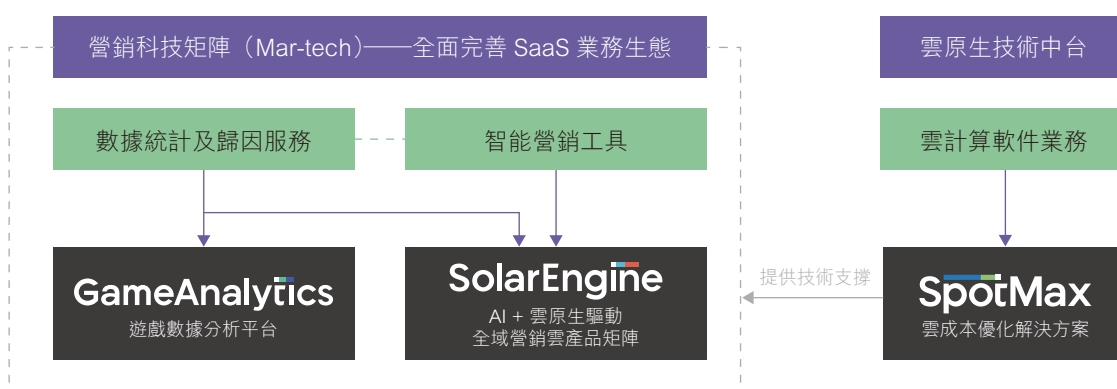 營銷科技矩陣（Mar-tech）——全面完善 SaaS 業務生態
雲原生技術中台
數據統計及歸因服務
智能營銷工具
雲計算軟件業務
GameAnalytics
遊戲數據分析平台
SolarEngine
AI + 雲原生驅動
全域營銷雲產品矩陣
提供技術支撐
SpotMax
雲成本優化解決方案